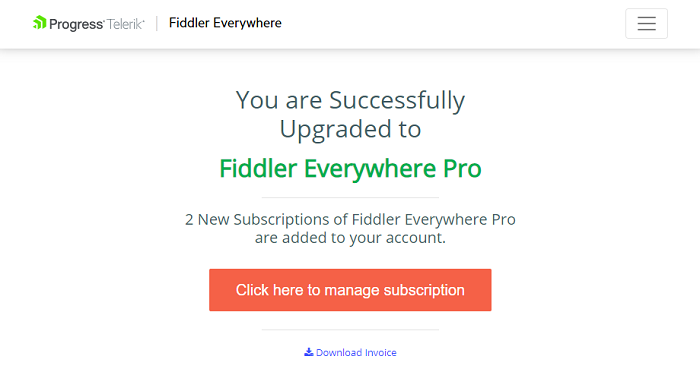 Progress Telerik Fiddler Everywhere
You are Successfully
Upgraded to
Fiddler Everywhere Pro
2 New Subscriptions of Fiddler Everywhere Pro
are added to your account.
Click here to manage subscription
Download Invoice